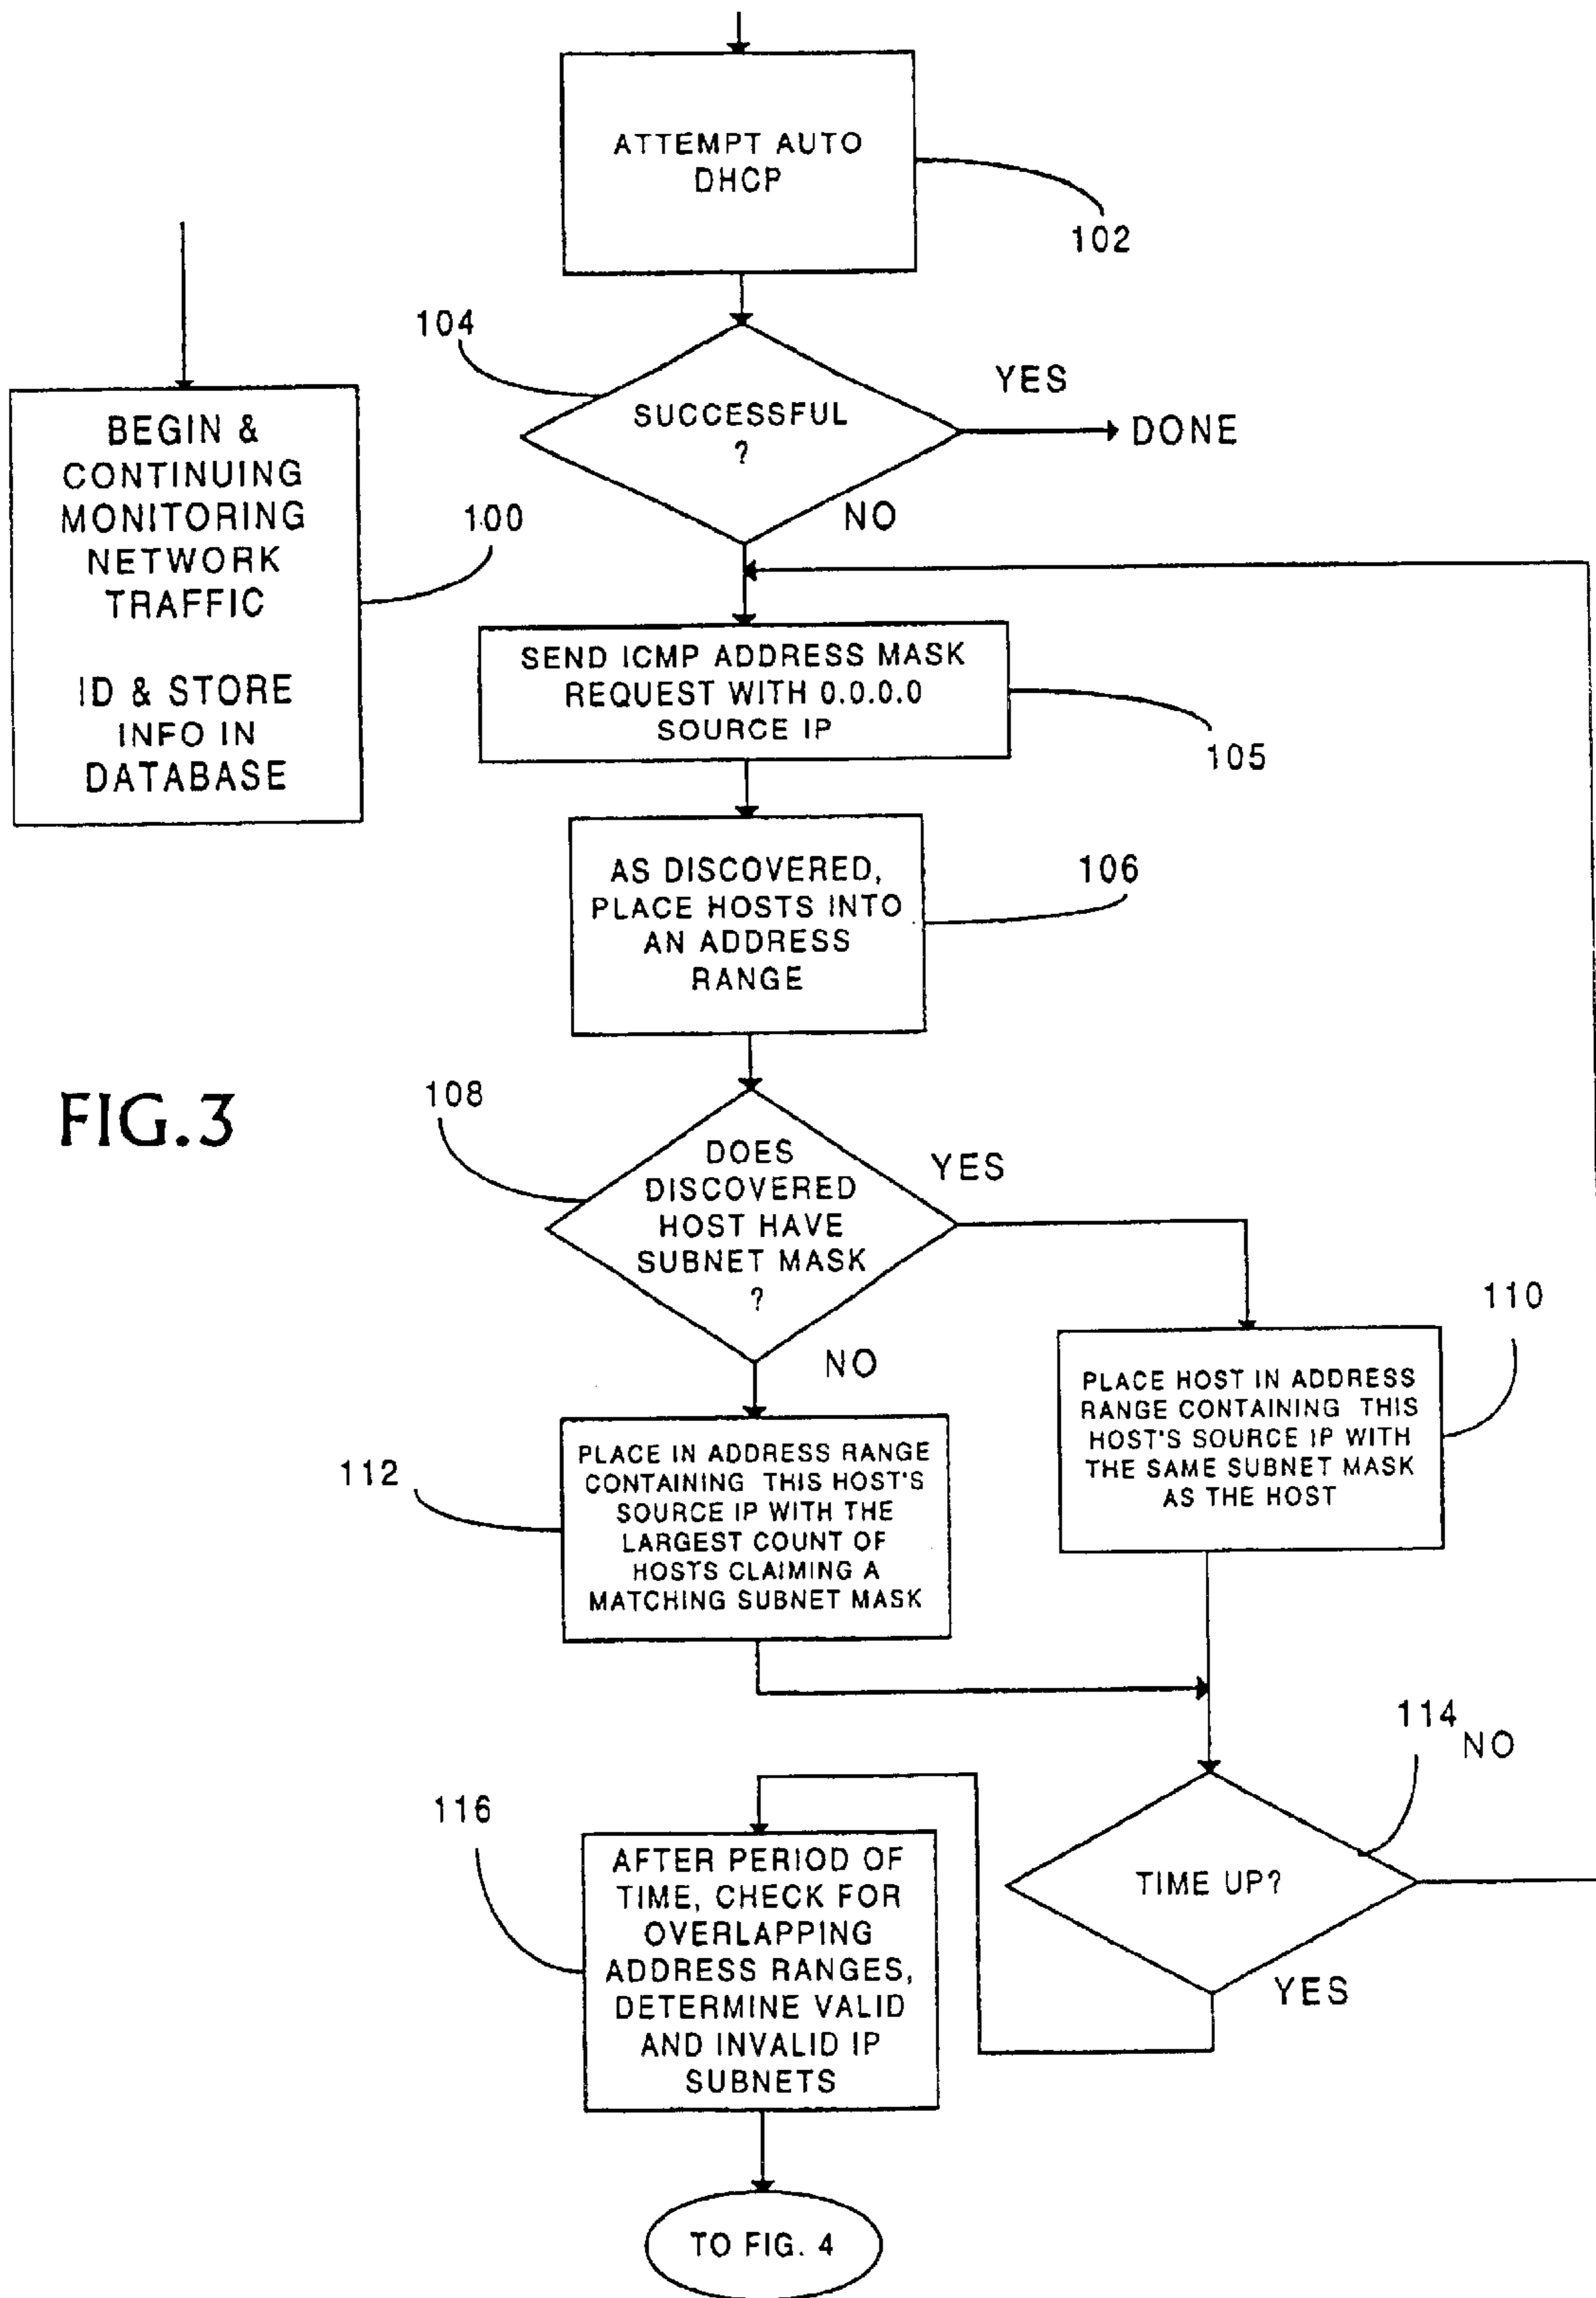 ATTEMPT AUTO
DHCP
102
104
SUCCESSFUL
?
YES
DONE
NO
BEGIN &
CONTINUING
MONITORING
NETWORK
TRAFFIC
ID & STORE
INFO IN
DATABASE
100
SEND ICMP ADDRESS MASK
REQUEST WITH 0.0.0.0
SOURCE IP
105
AS DISCOVERED,
PLACE HOSTS INTO
AN ADDRESS
RANGE
106
FIG.3
108
DOES
DISCOVERED
HOST HAVE
SUBNET MASK
?
YES
NO
110
PLACE HOST IN ADDRESS
RANGE CONTAINING THIS
HOST'S SOURCE IP WITH
THE SAME SUBNET MASK
AS THE HOST
112
PLACE IN ADDRESS RANGE
CONTAINING THIS HOST'S
SOURCE IP WITH THE
LARGEST COUNT OF
HOSTS CLAIMING A
MATCHING SUBNET MASK
114
NO
TIME UP?
YES
116
AFTER PERIOD OF
TIME, CHECK FOR
OVERLAPPING
ADDRESS RANGES,
DETERMINE VALID
AND INVALID IP
SUBNETS
TO FIG. 4